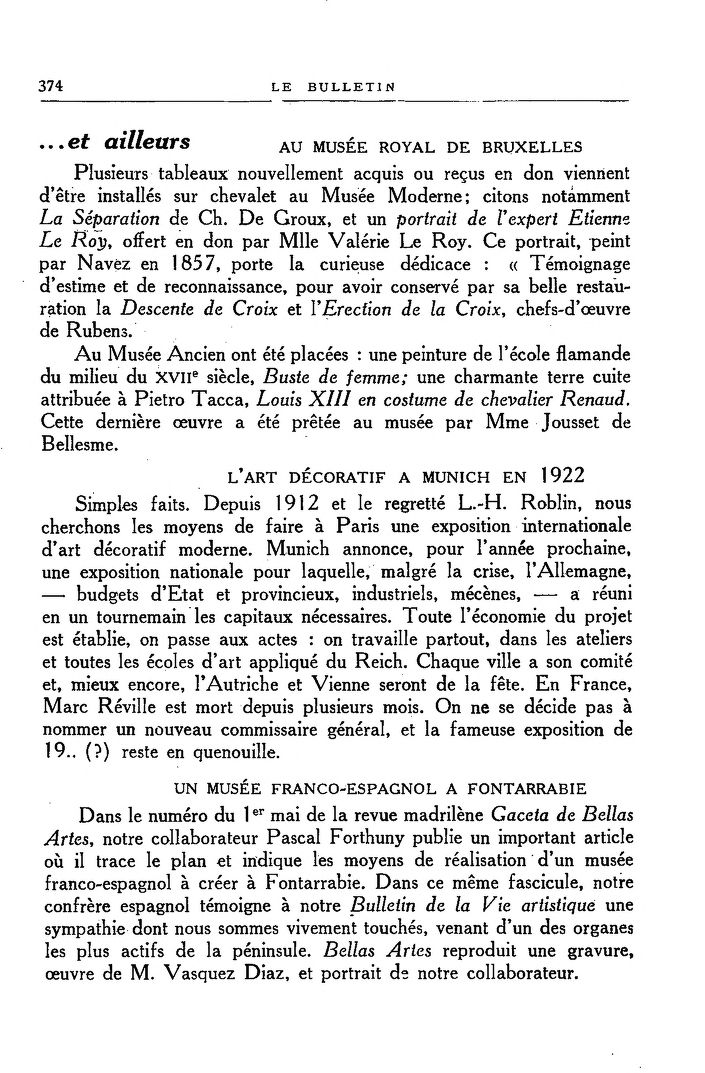 374 LE BULLETIN
...et ailleurs AU MUSÉE ROYAL DE BRUXELLES
Plusieurs tableaux nouvellement acquis ou reçus en don viennent
d'être installés sur chevalet au Musée Moderne; citons notamment
La Séparation de Ch. De Groux, et un portrait de l'expert Etienne
Le Roy, offert en don par Mlle Valérie Le Roy. Ce portrait, peint
par Navez en 1857, porte la curieuse dédicace : « Témoignage
d'estime et de reconnaissance, pour avoir conservé par sa belle restau-
ration la Descente de Croix et l'Erection de la Croix, chefs-d'œuvre
de Rubens.
Au Musée Ancien ont été placées : une peinture de l'école flamande
du milieu du XVIIe siècle, Buste de femme; une charmante terre cuite
attribuée à Pietro Tacca, Louis XIII en costume de chevalier Renaud.
Cette dernière œuvre a été prêtée au musée par Mme Jousset de
Bellesme.
L'ART DÉCORATIF A MUNICH EN 1922
Simples faits. Depuis 1912 et le regretté L.-H. Roblin, nous
cherchons les moyens de faire à Paris une exposition internationale
d'art décoratif moderne. Munich annonce, pour l'année prochaine,
une exposition nationale pour laquelle, malgré la crise, l'Allemagne,
— budgets d'Etat et provincieux, industriels, mécènes, — a réuni
en un tournemain les capitaux nécessaires. Toute l'économie du projet
est établie, on passe aux actes : on travaille partout, dans les ateliers
et toutes les écoles d'art appliqué du Reich. Chaque ville a son comité
et, mieux encore, l'Autriche et Vienne seront de la fête. En France,
Marc Réville est mort depuis plusieurs mois. On ne se décide pas à
nommer un nouveau commissaire général, et la fameuse exposition de
19.. (?) reste en quenouille.
UN MUSÉE FRANCO-ESPAGNOL A FONTARRABIE
Dans le numéro du 1er mai de la revue madrilène Gaceta de Bellas
Artes, notre collaborateur Pascal Forthuny publie un important article
où il trace le plan et indique les moyens de réalisation d'un musée
franco-espagnol à créer à Fontarrabie. Dans ce même fascicule, notre
confrère espagnol témoigne à notre Bulletin de la Vie artistique une
sympathie dont nous sommes vivement touchés, venant d'un des organes
les plus actifs de la péninsule. Bellas Artes reproduit une gravure,
œuvre de M. Vasquez Diaz, et portrait de notre collaborateur.